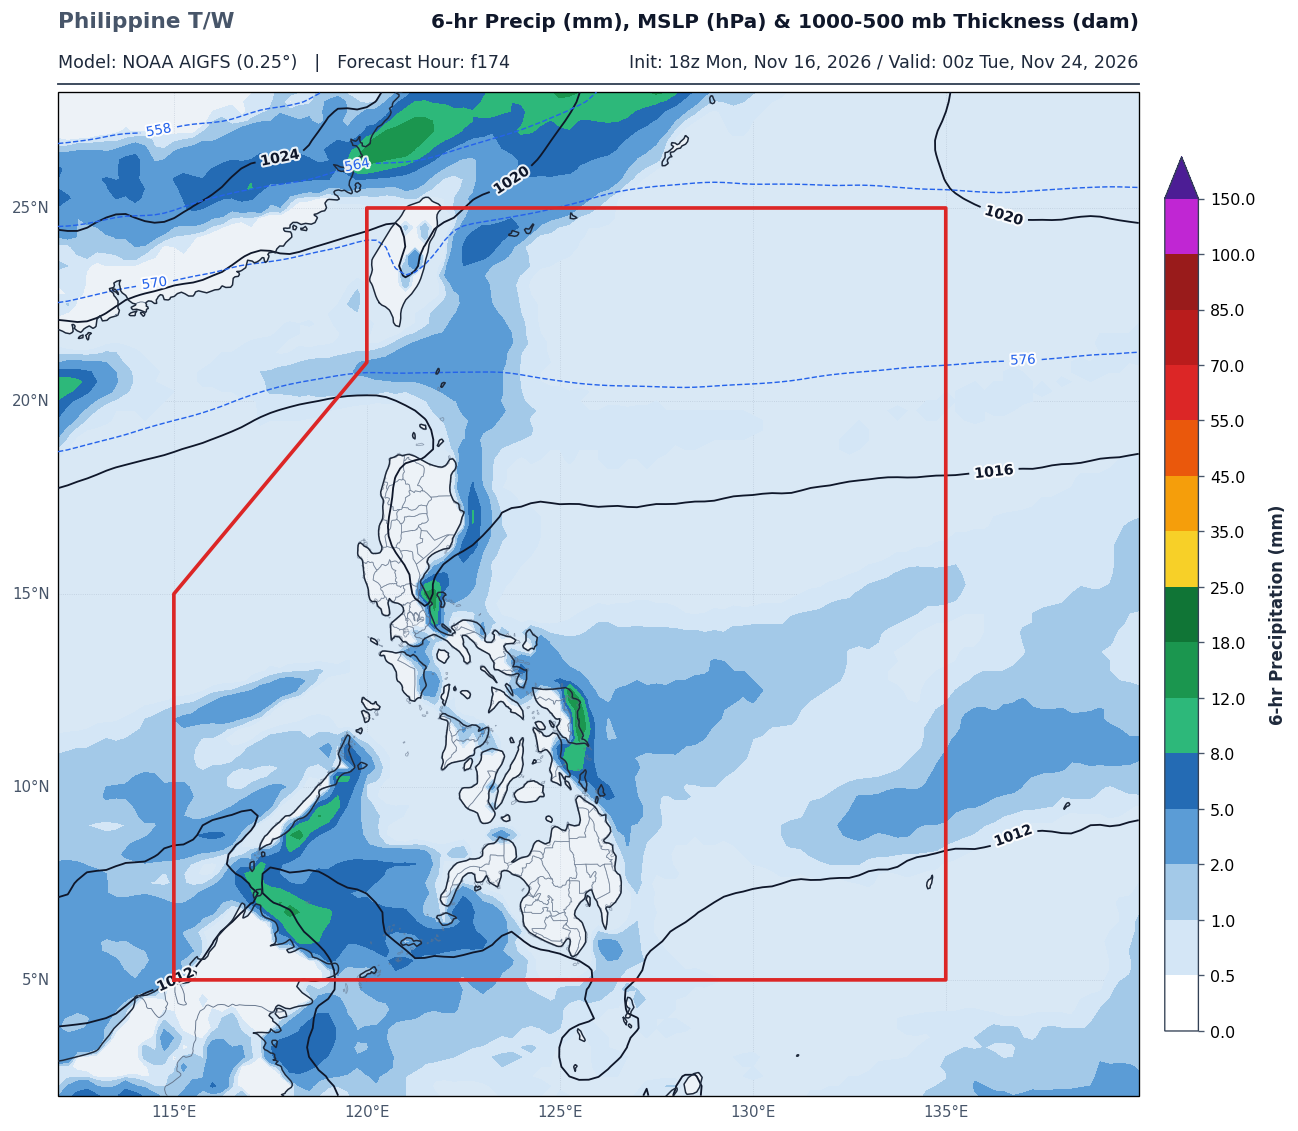 Philippine T/W
6-hr Precip (mm), MSLP (hPa) & 1000-500 mb Thickness (dam)
Model: NOAA AIGFS (0.25°) | Forecast Hour: f174
Init: 18z Mon, Nov 16, 2026 / Valid: 00z Tue, Nov 24, 2026
558
1024
564
1020
1020
570
576
1016
1012
1012
25°N
20°N
15°N
10°N
5°N
115°E
120°E
125°E
130°E
135°E
150.0
100.0
85.0
70.0
55.0
45.0
35.0
25.0
18.0
12.0
8.0
5.0
2.0
1.0
0.5
0.0
6-hr Precipitation (mm)